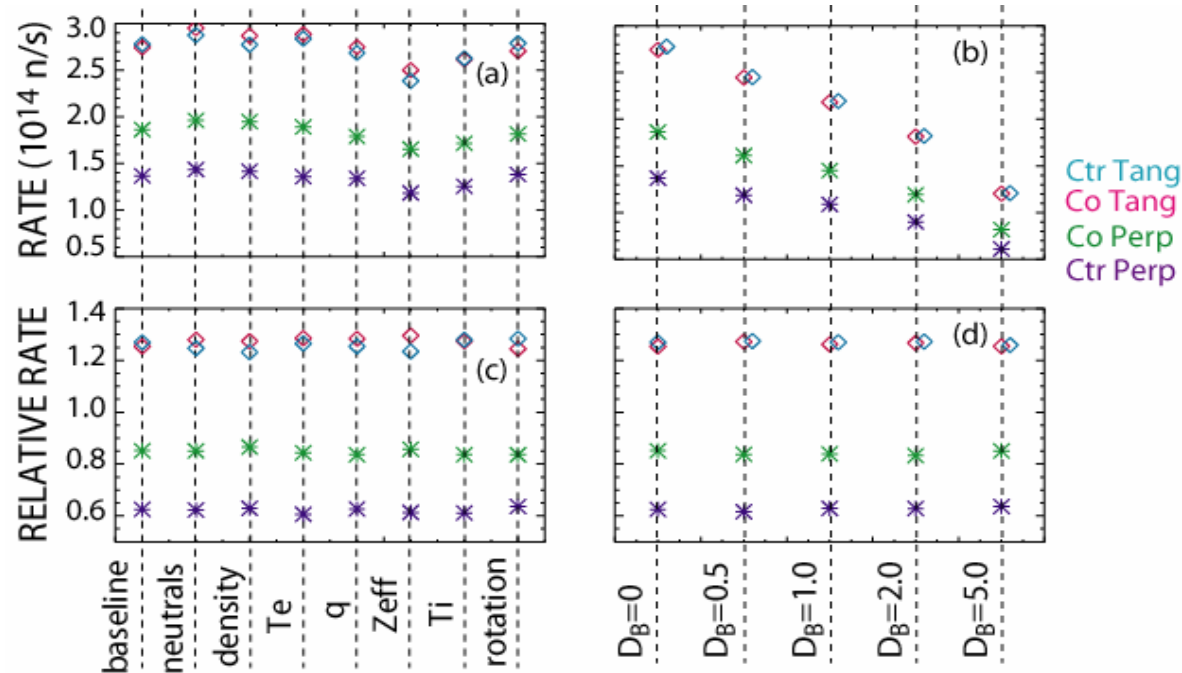 RATE (10¹⁴ n/s)
3.0
2.5
2.0
1.5
1.0
0.5
(a)
(b)
Ctr Tang
Co Tang
Co Perp
Ctr Perp
RELATIVE RATE
1.4
1.2
1.0
0.8
0.6
(c)
(d)
baseline
neutrals
density
Te
q
Zeff
Ti
rotation
D_B=0
D_B=0.5
D_B=1.0
D_B=2.0
D_B=5.0